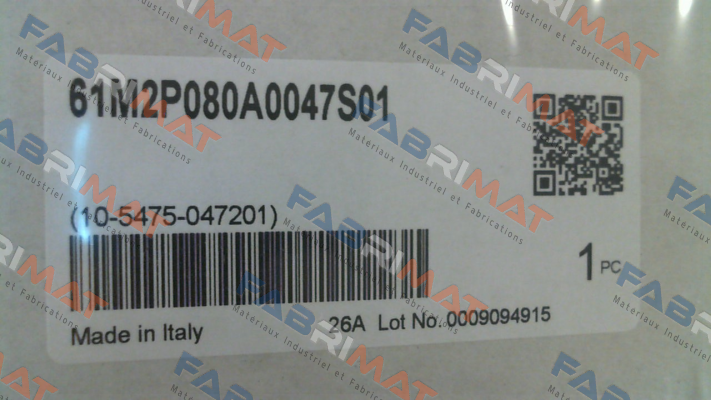 61M2P080A0047S01
(10-5475-047201)
1 PC
Made in Italy
26A Lot No. 0009094915
FABRIMAT
Materiaux Industriel et Fabrications